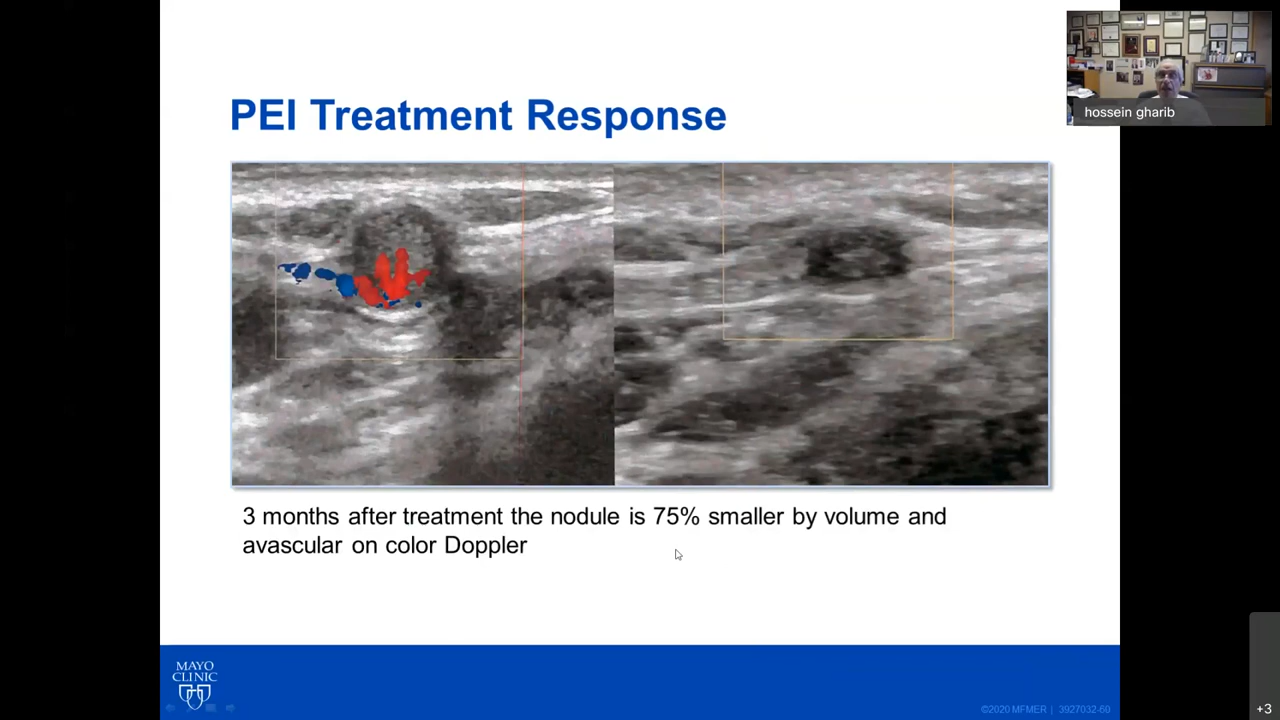 PEI Treatment Response
hossein gharib
3 months after treatment the nodule is 75% smaller by volume and
avascular on color Doppler
MAYO
CLINIC
©2020 MFMER | 3927032-60
+3